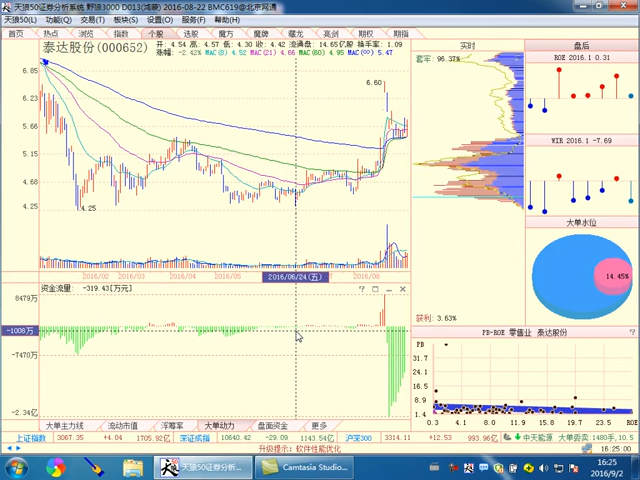 天狼50证券分析系统 野狼3000 D013(鸿蒙) 2016-08-22 BMC619@北京网通
天狼50(L) 功能(Q) 交易(T) 板块(S) 设置(O) 服务(F) 帮助(H)
首页 热点 浏览 指数 个股 选股 魔方 魔牌 藏龙 高创 期权 期指
泰达股份(000652)
开: 4.54 高: 4.57 低: 4.30 收: 4.42 流通盘: 14.65亿股 换手率: 1.09
涨幅: -2.42% MAC(8) 4.52 MAC(21) 4.66 MAC(60) 4.95 MAC(∞) 5.47
6.85
6.23
5.66
5.15
4.68
4.25
6.60
4.25
2016/02 2016/03 2016/04 2016/05 2016/06/24(五) 2016/08
资金流量: -319.43[万元]
8479万
-1008万
-7470万
-2.34亿
大单主力线 流动市值 浮筹率 大单动力 盘面资金 更多
实时
套牢: 96.37%
获利: 3.63%
盘后
ROE 2016.1 0.31
WIR 2016.1 -7.69
大单水位
14.45%
PB-ROE 零售业 泰达股份
PB
31.7
24.1
16.6
9.0
1.4
0.3 4.1 8.0 11.9 15.8 19.7 23.5 ROE
上证指数 3067.35 +4.04 1705.92亿 深证成指 10640.42 -29.09 1143.54亿 沪深300 3314.11 +12.53 993.96亿 中天能源 大单卖出:1480手,10.5
升级提示: 软件性能优化
16:25:00
天狼50证券分析...
Camtasia Studio...
16:25
2016/9/2